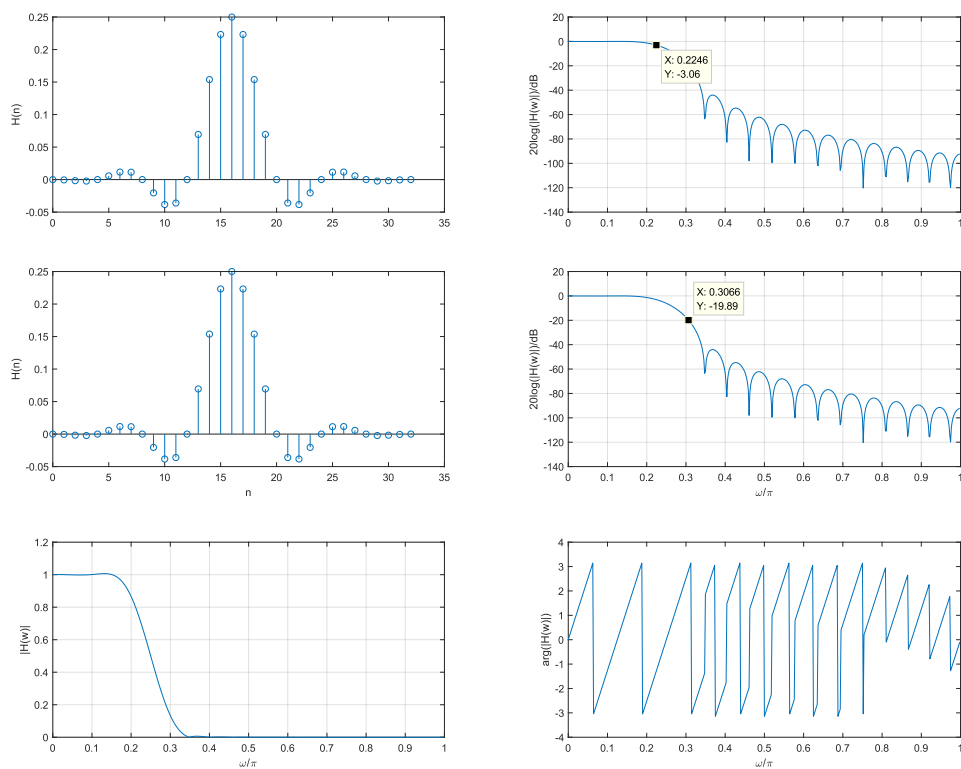 0.25
0.2
0.15
0.1
0.05
0
-0.05
H(n)
0 5 10 15 20 25 30 35
20
0
-20
-40
-60
-80
-100
-120
-140
20log(|H(w)|)/dB
X: 0.2246
Y: -3.06
0 0.1 0.2 0.3 0.4 0.5 0.6 0.7 0.8 0.9 1
0.25
0.2
0.15
0.1
0.05
0
-0.05
H(n)
0 5 10 15 20 25 30 35
n
20
0
-20
-40
-60
-80
-100
-120
-140
20log(|H(w)|)/dB
X: 0.3066
Y: -19.89
0 0.1 0.2 0.3 0.4 0.5 0.6 0.7 0.8 0.9 1
ω/π
1.2
1
0.8
0.6
0.4
0.2
0
|H(w)|
0 0.1 0.2 0.3 0.4 0.5 0.6 0.7 0.8 0.9 1
ω/π
4
3
2
1
0
-1
-2
-3
-4
arg(|H(w)|)
0 0.1 0.2 0.3 0.4 0.5 0.6 0.7 0.8 0.9 1
ω/π